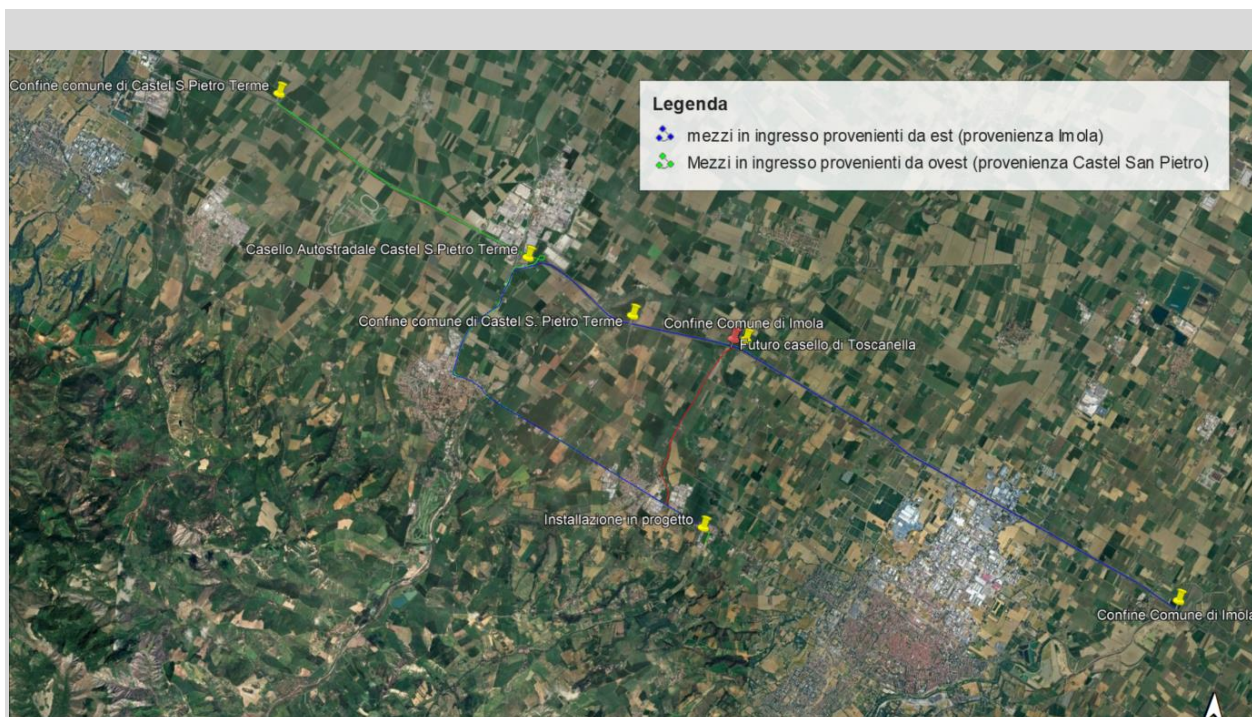 Confine comune di Castel S Pietro Terme
Legenda
mezzi in ingresso provenienti da est (provenienza Imola)
Mezzi in ingresso provenienti da ovest (provenienza Castel San Pietro)
Casello Autostradale Castel S.Pietro Terme
Confine comune di Castel S. Pietro Terme
Confine Comune di Imola
Futuro casello di Toscanella
Installazione in progetto
Confine Comune di Imola